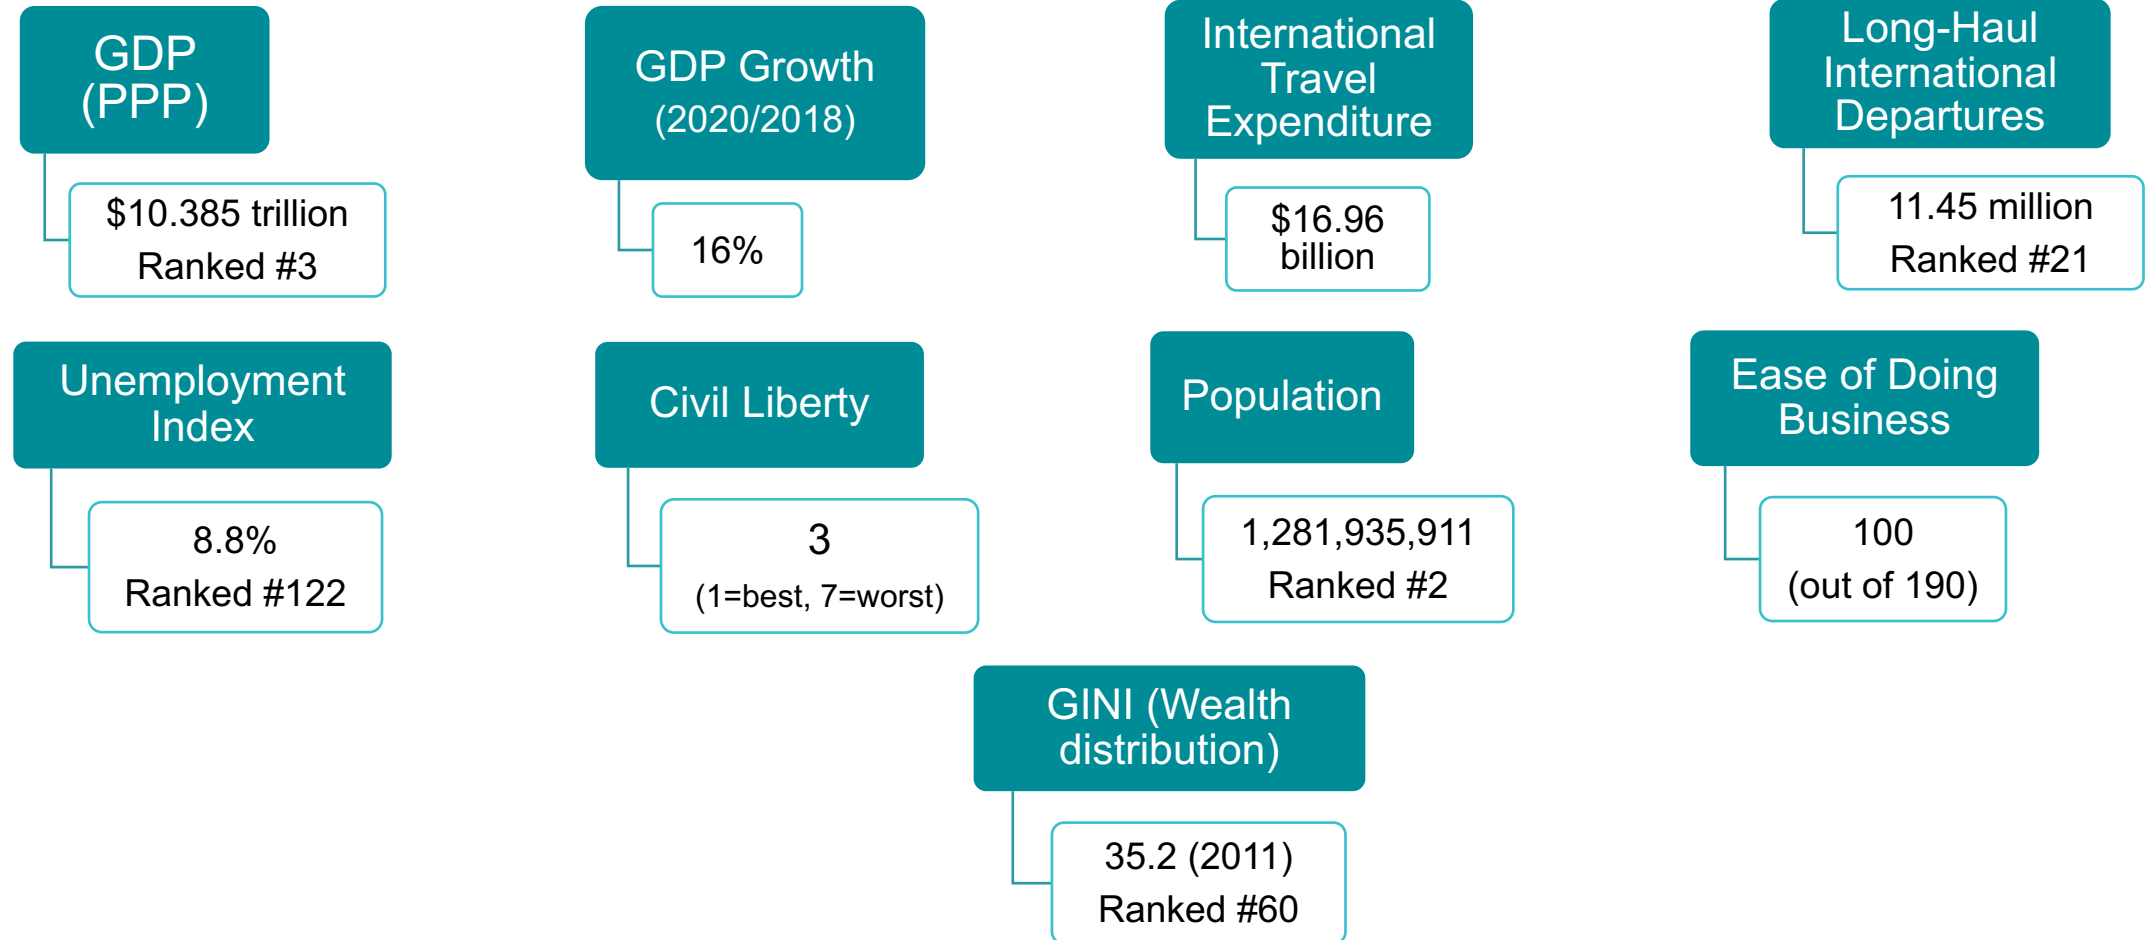 GDP
(PPP)
$10.385 trillion
Ranked #3
GDP Growth
(2020/2018)
16%
International
Travel
Expenditure
$16.96
billion
Long-Haul
International
Departures
11.45 million
Ranked #21
Unemployment
Index
8.8%
Ranked #122
Civil Liberty
3
(1=best, 7=worst)
Population
1,281,935,911
Ranked #2
Ease of Doing
Business
100
(out of 190)
GINI (Wealth
distribution)
35.2 (2011)
Ranked #60